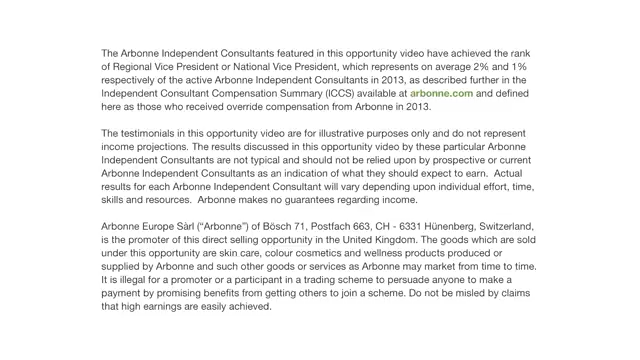 The Arbonne Independent Consultants featured in this opportunity video have achieved the rank
of Regional Vice President or National Vice President, which represents on average 2% and 1%
respectively of the active Arbonne Independent Consultants in 2013, as described further in the
Independent Consultant Compensation Summary (ICCS) available at arbonne.com and defined
here as those who received override compensation from Arbonne in 2013.

The testimonials in this opportunity video are for illustrative purposes only and do not represent
income projections. The results discussed in this opportunity video by these particular Arbonne
Independent Consultants are not typical and should not be relied upon by prospective or current
Arbonne Independent Consultants as an indication of what they should expect to earn.  Actual
results for each Arbonne Independent Consultant will vary depending upon individual effort, time,
skills and resources.  Arbonne makes no guarantees regarding income.

Arbonne Europe Sàrl (“Arbonne”) of Bösch 71, Postfach 663, CH - 6331 Hünenberg, Switzerland,
is the promoter of this direct selling opportunity in the United Kingdom. The goods which are sold
under this opportunity are skin care, colour cosmetics and wellness products produced or
supplied by Arbonne and such other goods or services as Arbonne may market from time to time.
It is illegal for a promoter or a participant in a trading scheme to persuade anyone to make a
payment by promising benefits from getting others to join a scheme. Do not be misled by claims
that high earnings are easily achieved.